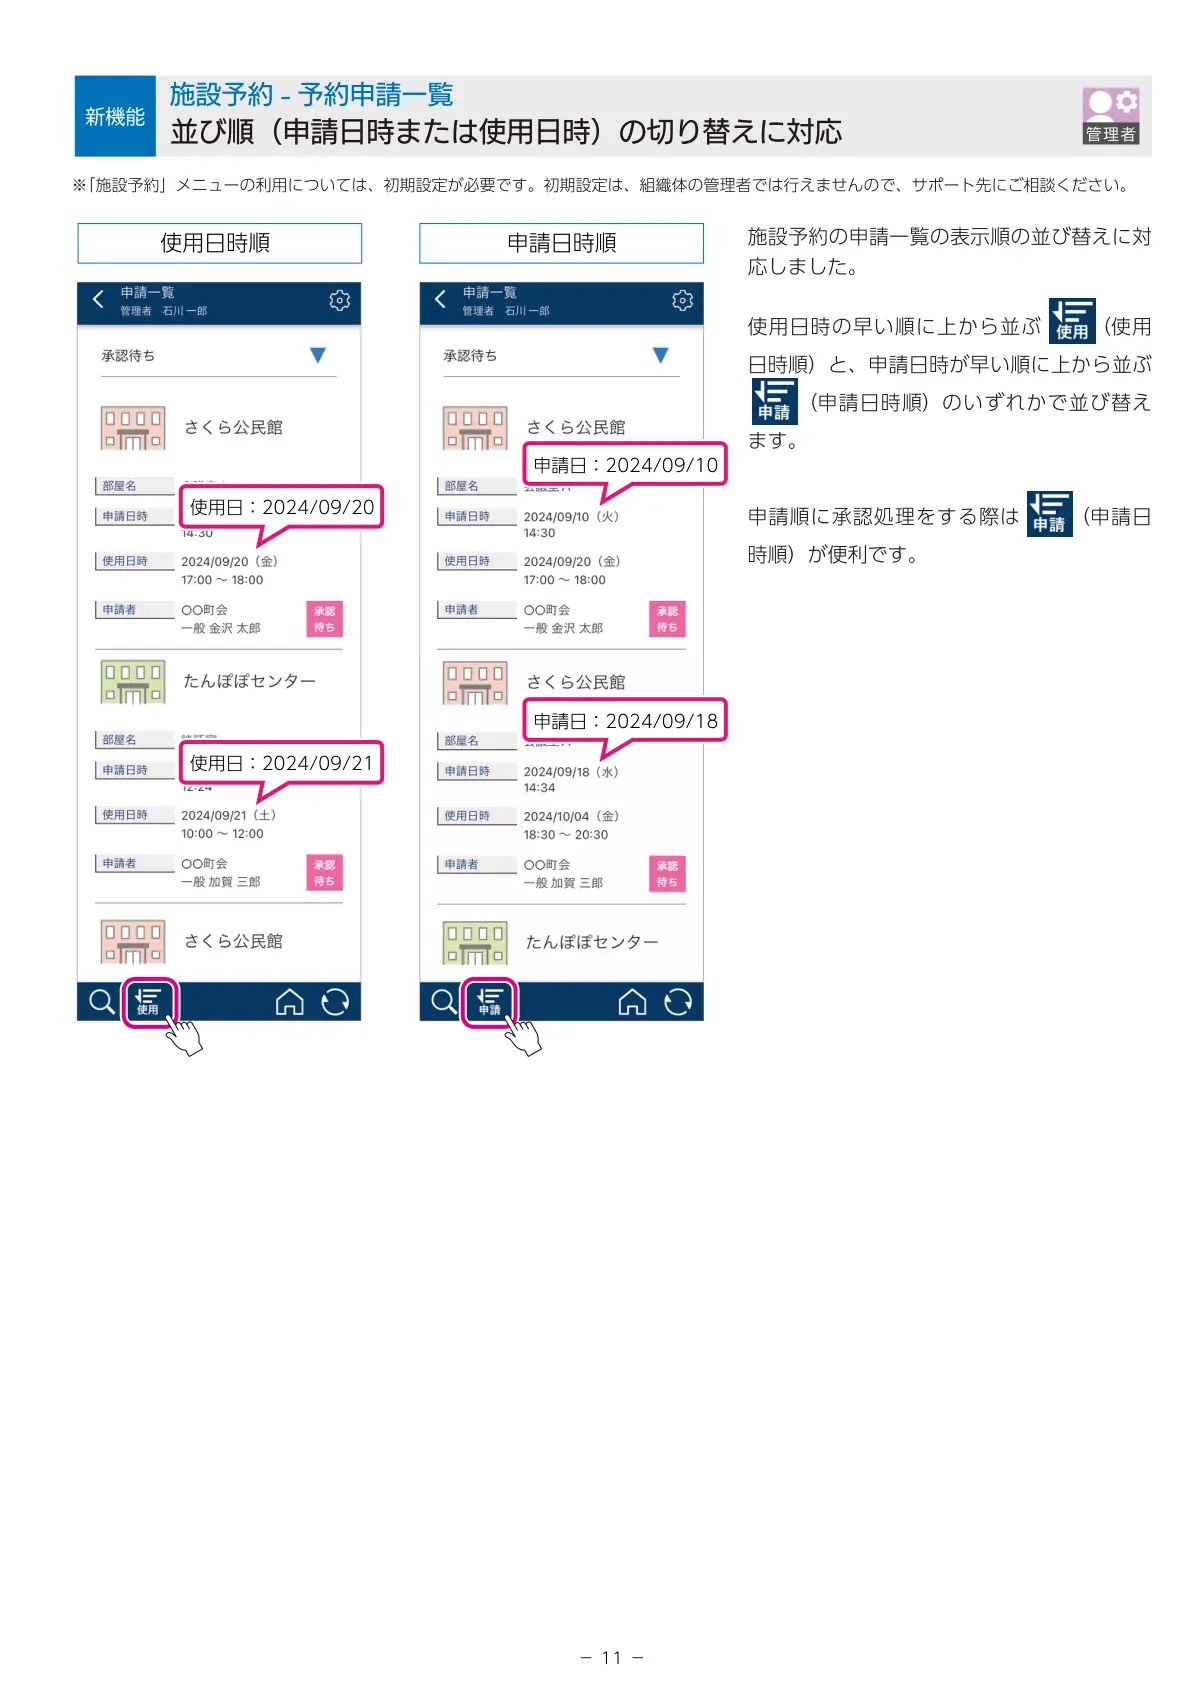 新機能
施設予約 - 予約申請一覧
並び順（申請日時または使用日時）の切り替えに対応
管理者
※「施設予約」メニューの利用については、初期設定が必要です。初期設定は、組織体の管理者では行えませんので、サポート先にご相談ください。
使用日時順
申請一覧
管理者 石川 一郎
承認待ち
さくら公民館
部屋名
使用日：2024/09/20
申請日時
14:30
使用日時 2024/09/20（金）
17:00 ～ 18:00
申請者 〇〇町会
一般 金沢 太郎
承認
待ち
たんぽぽセンター
部屋名
使用日：2024/09/21
申請日時
12:24
使用日時 2024/09/21（土）
10:00 ～ 12:00
申請者 〇〇町会
一般 加賀 三郎
承認
待ち
さくら公民館
使用
申請日時順
申請一覧
管理者 石川 一郎
承認待ち
さくら公民館
申請日：2024/09/10
部屋名
申請日時 2024/09/10（火）
14:30
使用日時 2024/09/20（金）
17:00 ～ 18:00
申請者 〇〇町会
一般 金沢 太郎
承認
待ち
さくら公民館
申請日：2024/09/18
部屋名
申請日時 2024/09/18（水）
14:34
使用日時 2024/10/04（金）
18:30 ～ 20:30
申請者 〇〇町会
一般 加賀 三郎
承認
待ち
たんぽぽセンター
申請
施設予約の申請一覧の表示順の並び替えに対
応しました。
使用日時の早い順に上から並ぶ 使用 （使用
日時順）と、申請日時が早い順に上から並ぶ
申請 （申請日時順）のいずれかで並び替え
ます。
申請順に承認処理をする際は 申請 （申請日
時順）が便利です。
－ 11 －